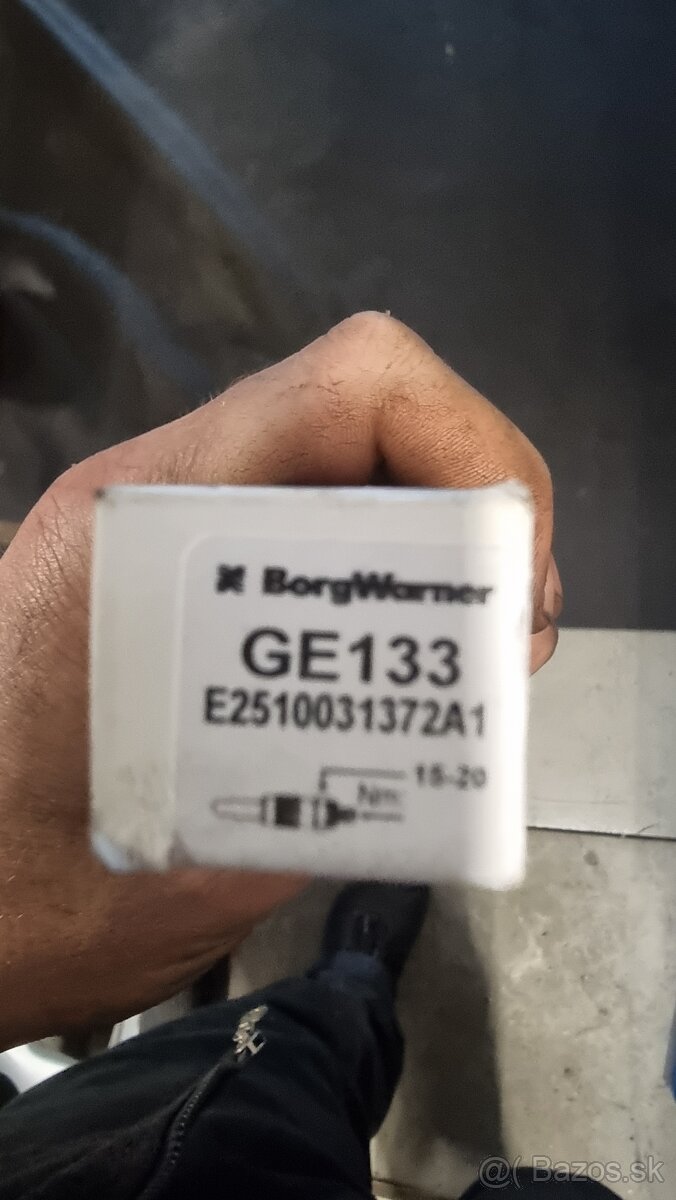 BorgWarner
GE133
E2510031372A1
15-20
Nm
@( Bazos.sk